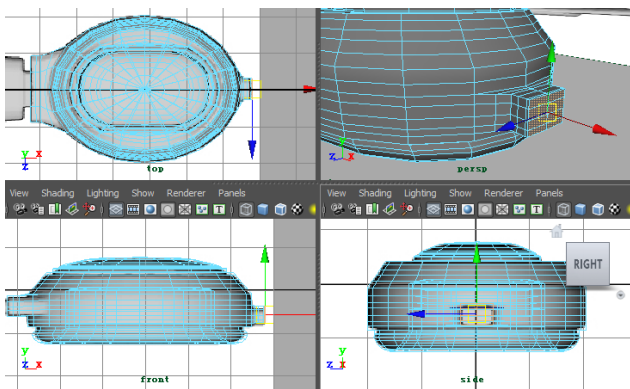 y
z x
top
y
z x
persp
View Shading Lighting Show Renderer Panels
T
View Shading Lighting Show Renderer Panels
T
y
z x
front
RIGHT
y
z x
side